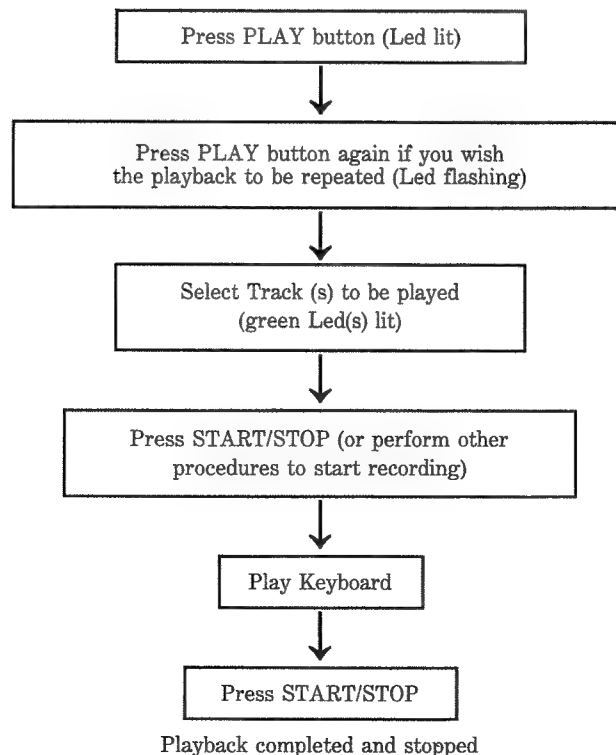 Press PLAY button (Led lit)
Press PLAY button again if you wish
the playback to be repeated (Led flashing)
Select Track (s) to be played
(green Led(s) lit)
Press START/STOP (or perform other
procedures to start recording)
Play Keyboard
Press START/STOP
Playback completed and stopped